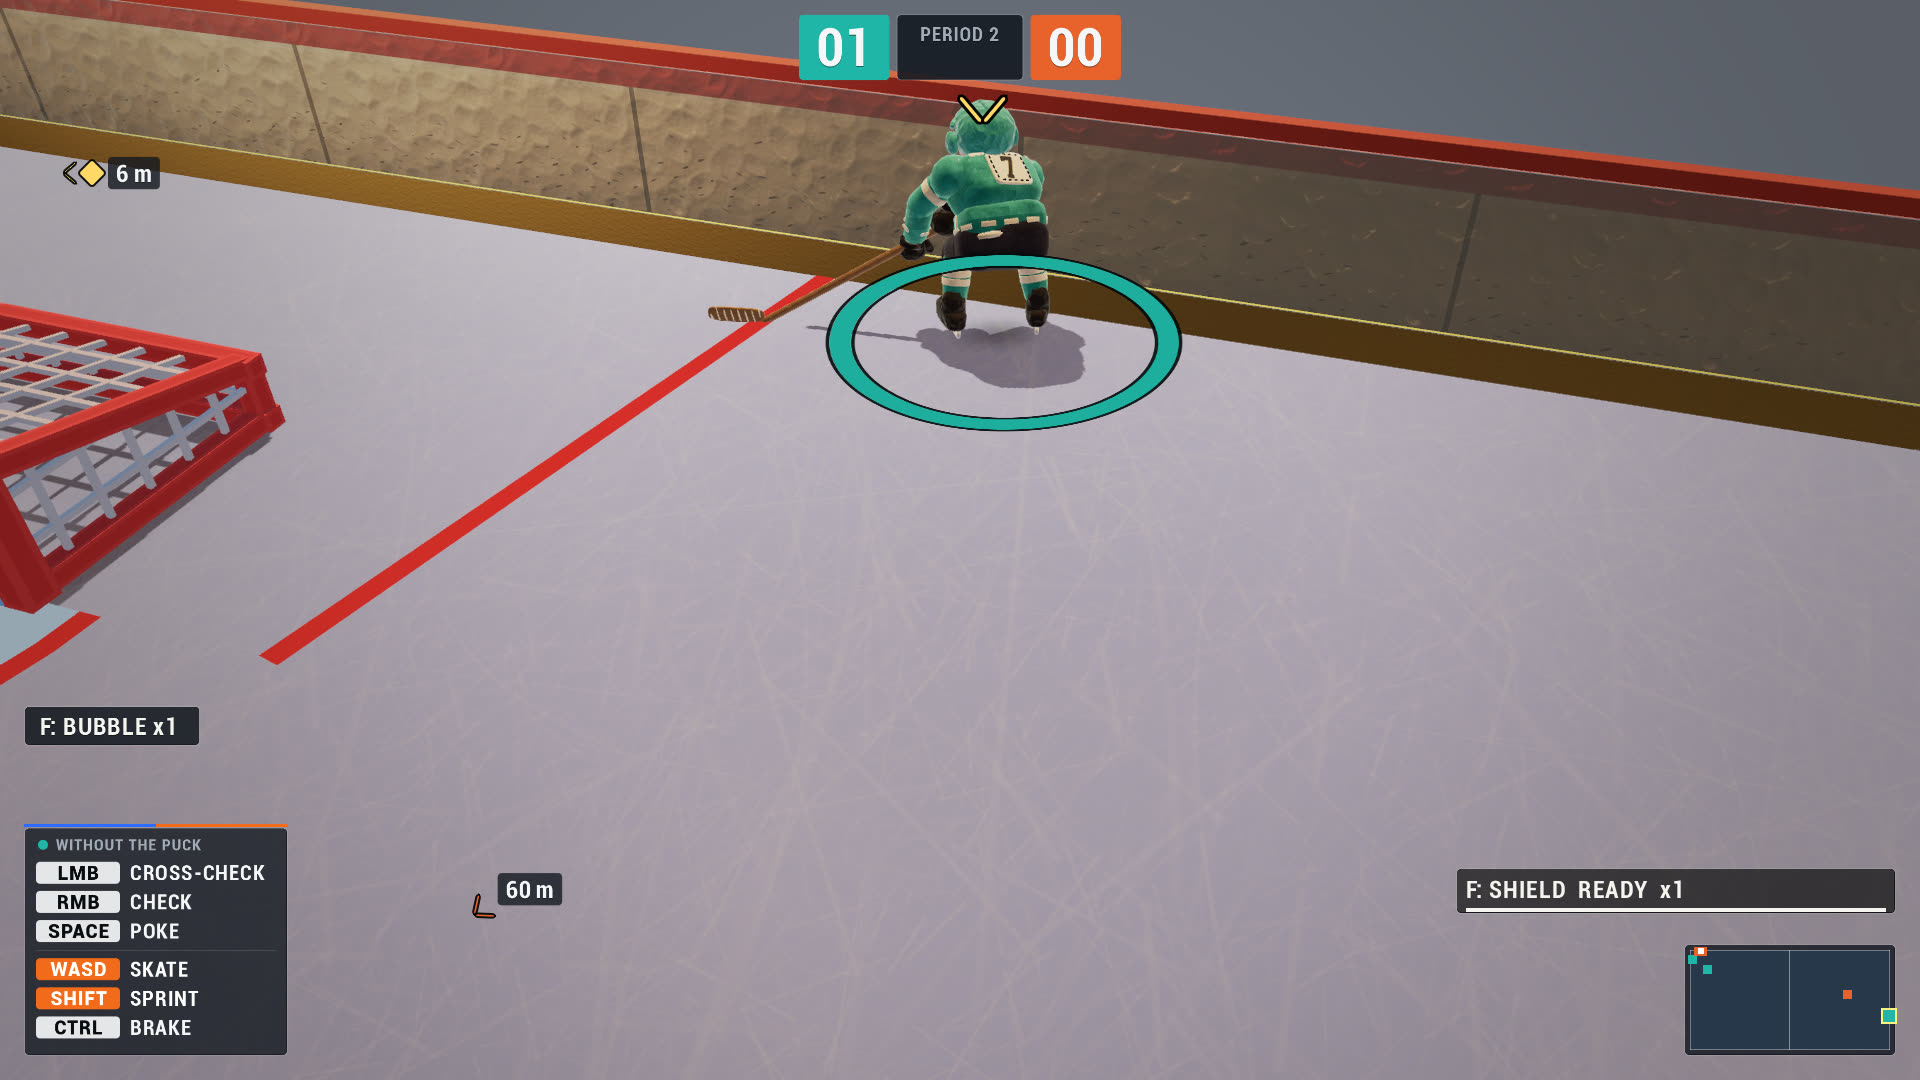 01 PERIOD 2 00
7
6 m
F: BUBBLE x1
WITHOUT THE PUCK
LMB CROSS-CHECK
RMB CHECK
SPACE POKE
WASD SKATE
SHIFT SPRINT
CTRL BRAKE
60 m
F: SHIELD READY x1